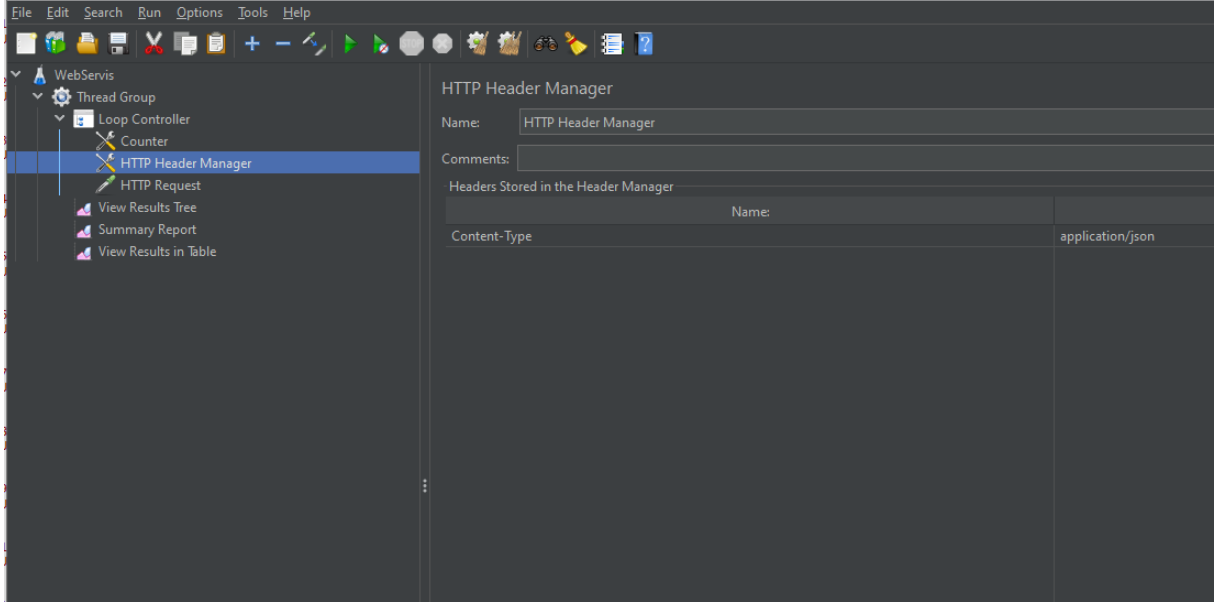 File Edit Search Run Options Tools Help
STOP
WebServis
Thread Group
Loop Controller
Counter
HTTP Header Manager
HTTP Request
View Results Tree
Summary Report
View Results in Table
HTTP Header Manager
Name: HTTP Header Manager
Comments:
Headers Stored in the Header Manager
Name:
Content-Type application/json